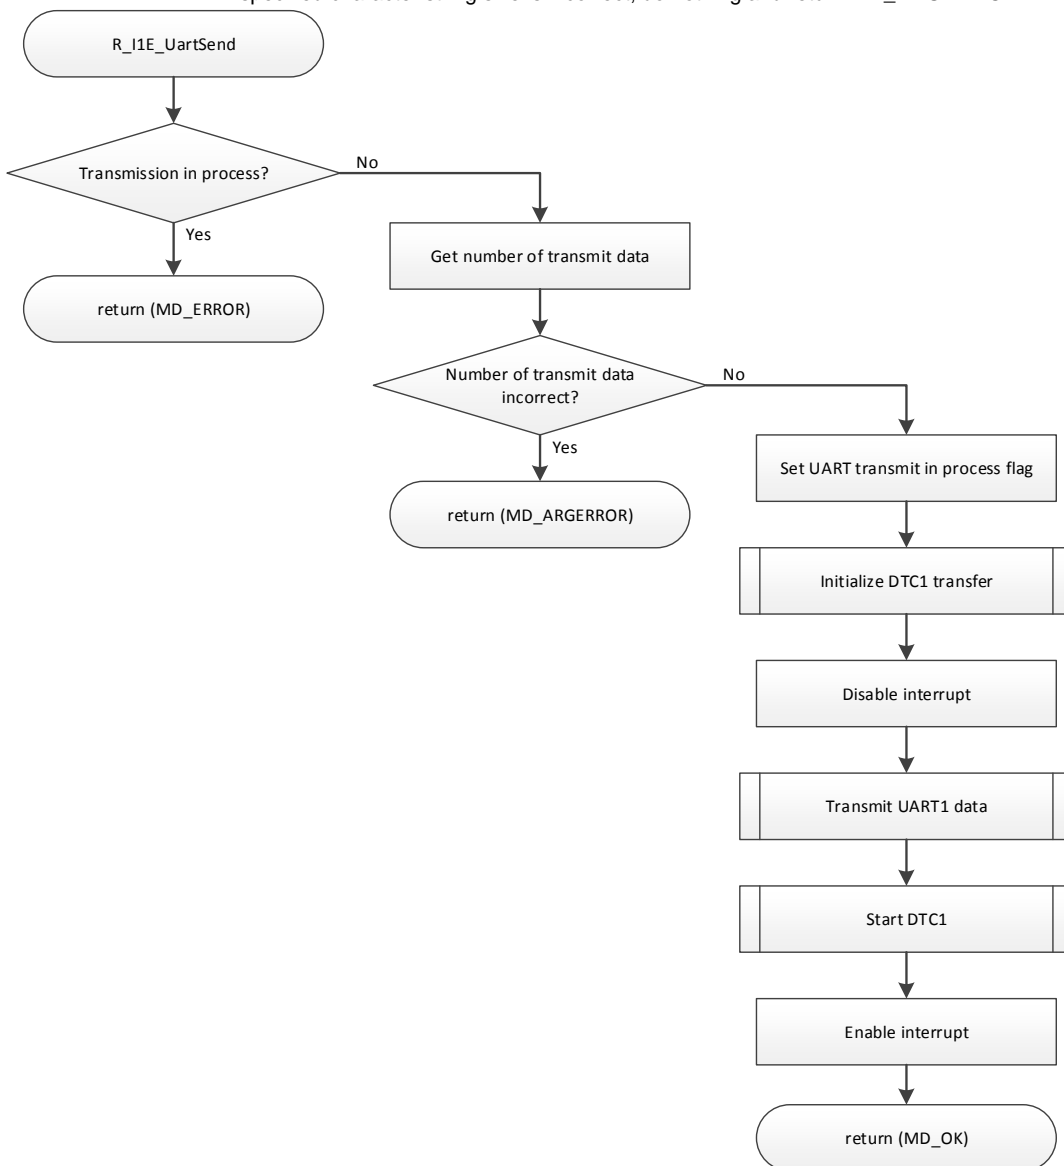 R_I1E_UartSend
Transmission in process?
No
Yes
return (MD_ERROR)
Get number of transmit data
Number of transmit data
incorrect?
No
Yes
return (MD_ARGERROR)
Set UART transmit in process flag
Initialize DTC1 transfer
Disable interrupt
Transmit UART1 data
Start DTC1
Enable interrupt
return (MD_OK)